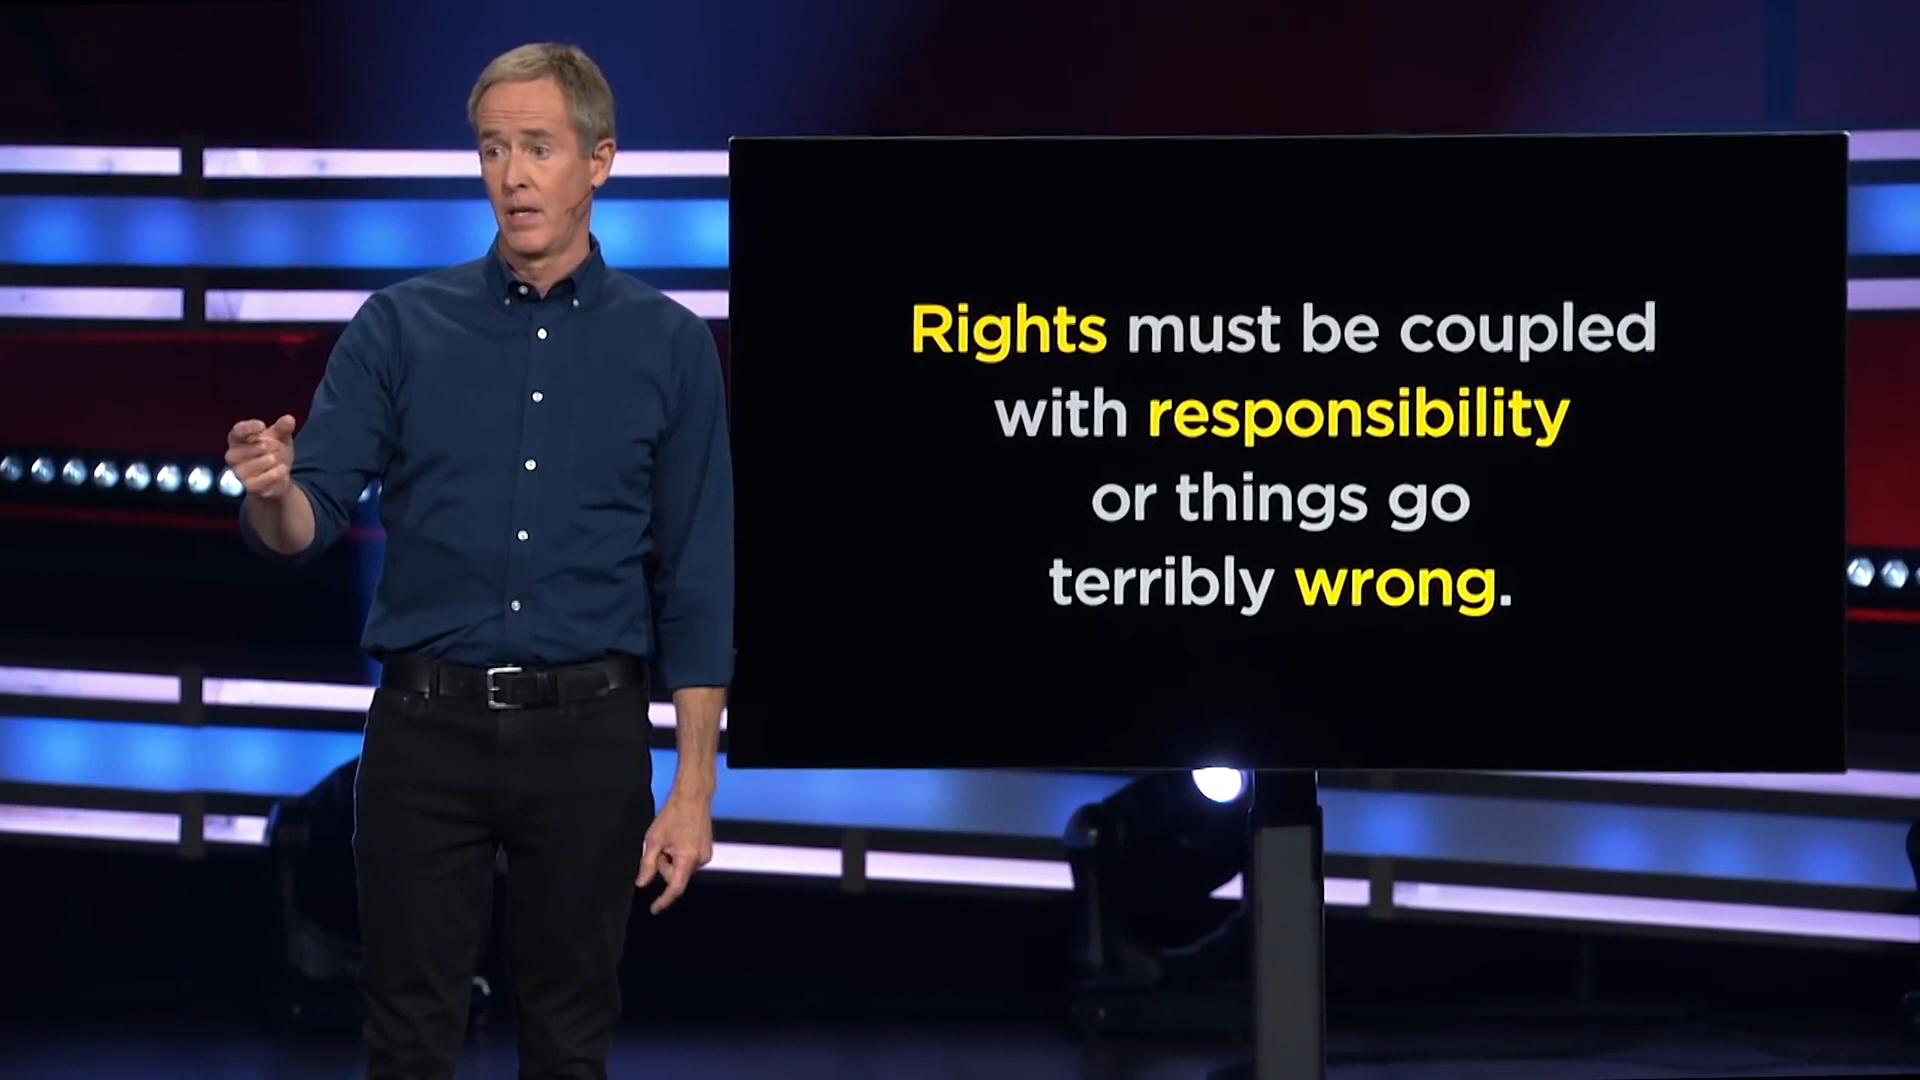 Rights must be coupled
with responsibility
or things go
terribly wrong.